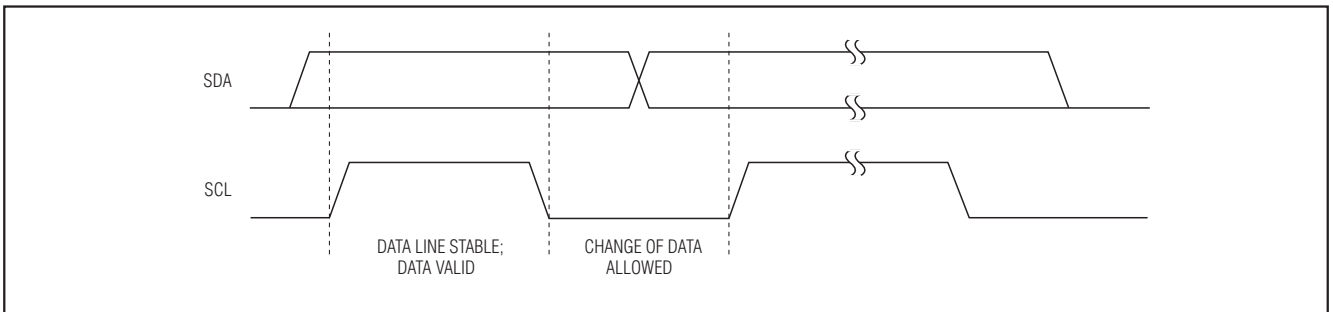 SDA
SCL
DATA LINE STABLE;
DATA VALID
CHANGE OF DATA
ALLOWED